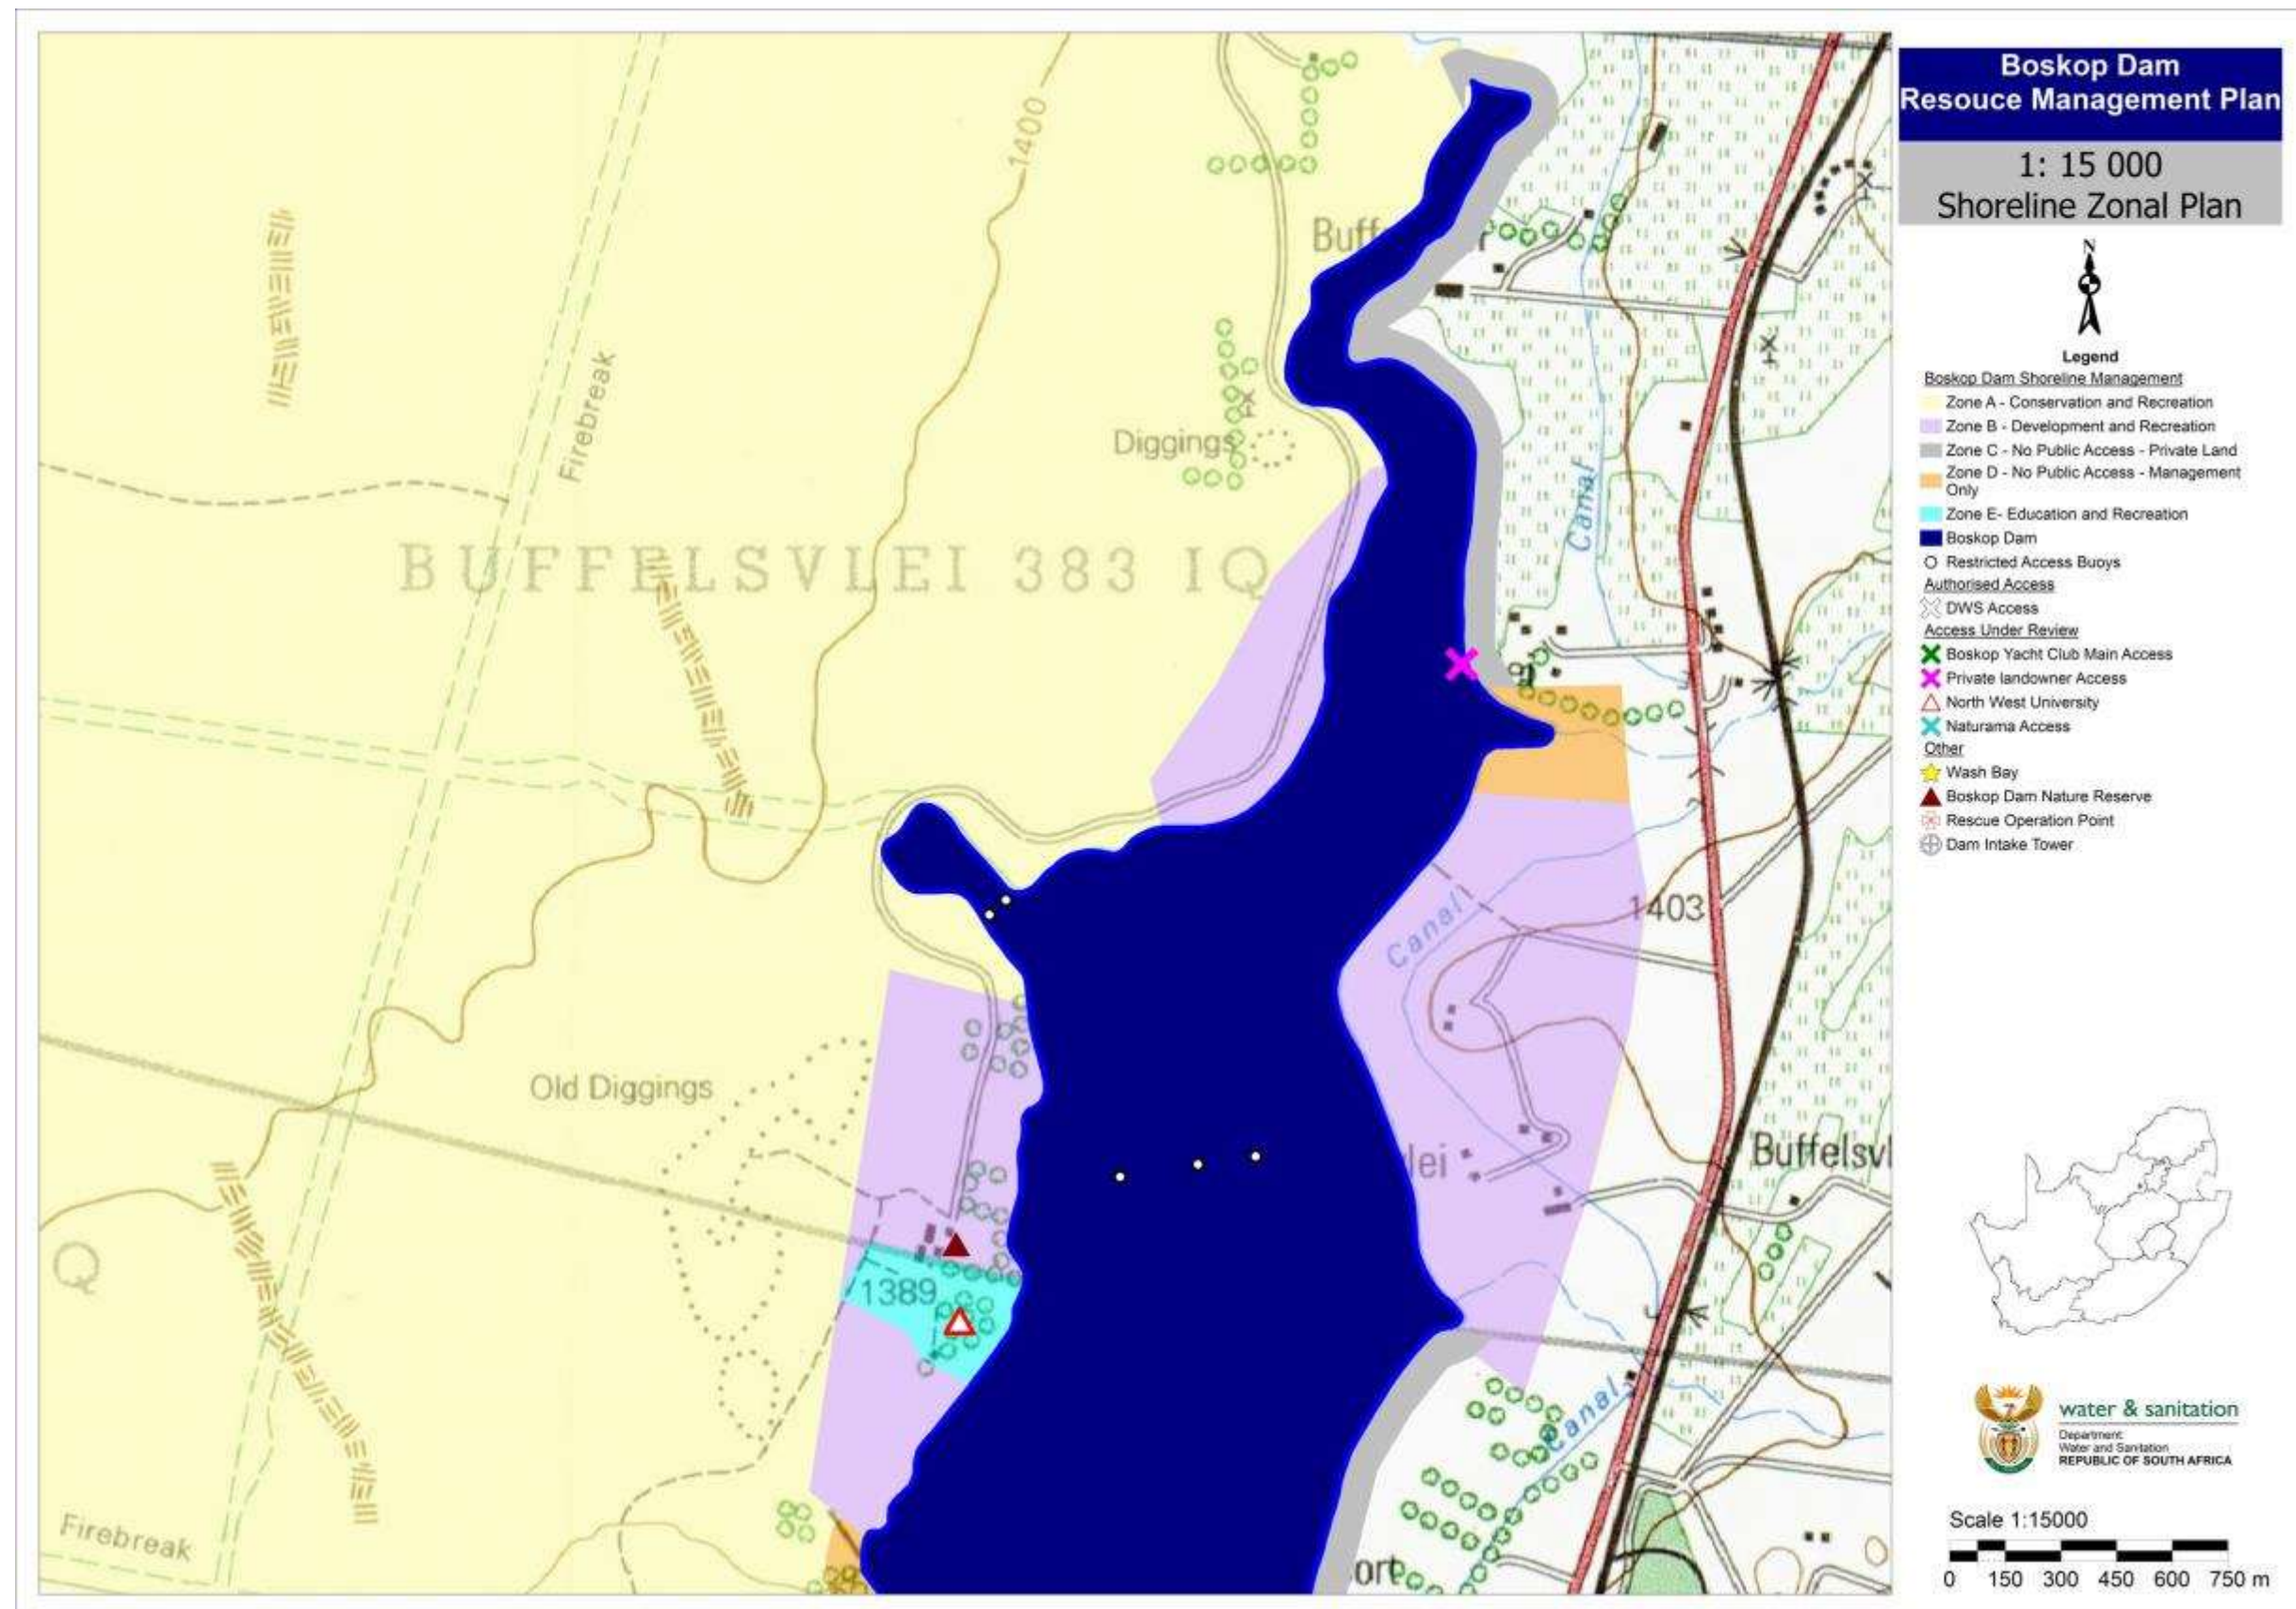 Boskop Dam
Resouce Management Plan
1: 15 000
Shoreline Zonal Plan
N
Legend
Boskop Dam Shoreline Management
Zone A - Conservation and Recreation
Zone B - Development and Recreation
Zone C - No Public Access - Private Land
Zone D - No Public Access - Management
Only
Zone E- Education and Recreation
Boskop Dam
Restricted Access Buoys
Authorised Access
DWS Access
Access Under Review
Boskop Yacht Club Main Access
Private landowner Access
North West University
Naturama Access
Other
Wash Bay
Boskop Dam Nature Reserve
Rescue Operation Point
Dam Intake Tower
water & sanitation
Department:
Water and Sanitation
REPUBLIC OF SOUTH AFRICA
Scale 1:15000
0 150 300 450 600 750 m
1400
Buff
Firebreak
Diggings
Canal
BUFFELSVLEI 383 IQ
1403
Canal
Old Diggings
Buffelsvl
lei
Q
1389
Canal
Firebreak
ort